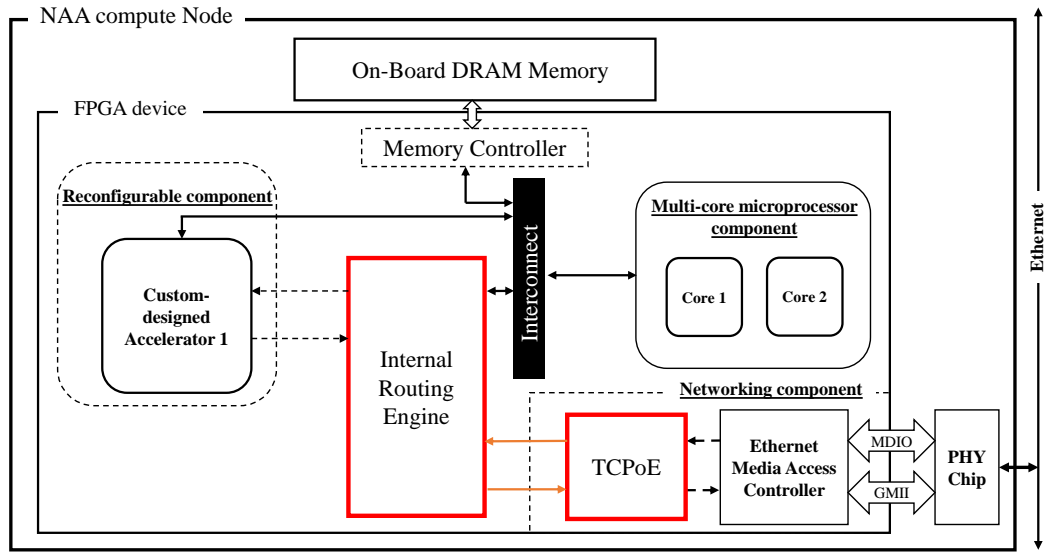 NAA compute Node
On-Board DRAM Memory
FPGA device
Memory Controller
Reconfigurable component
Custom-
designed
Accelerator 1
Internal
Routing
Engine
Interconnect
Multi-core microprocessor
component
Core 1
Core 2
Networking component
TCPoE
Ethernet
Media Access
Controller
MDIO
GMII
PHY
Chip
Ethernet